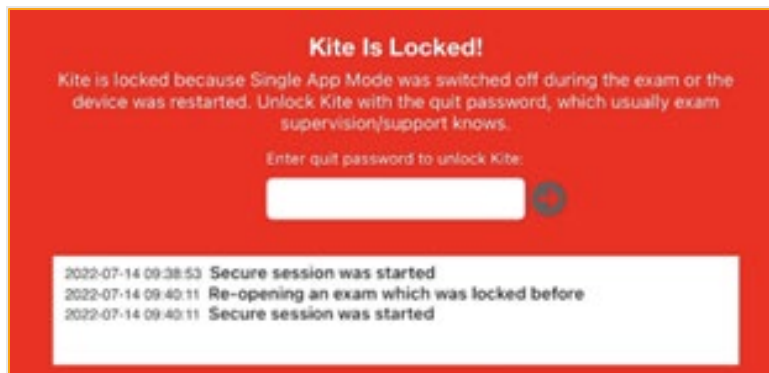 Kite Is Locked!
Kite is locked because Single App Mode was switched off during the exam or the
device was restarted. Unlock Kite with the quit password, which usually exam
supervision/support knows.
Enter quit password to unlock Kite:
2022-07-14 09:38:53 Secure session was started
2022-07-14 09:40:11 Re-opening an exam which was locked before
2022-07-14 09:40:11 Secure session was started